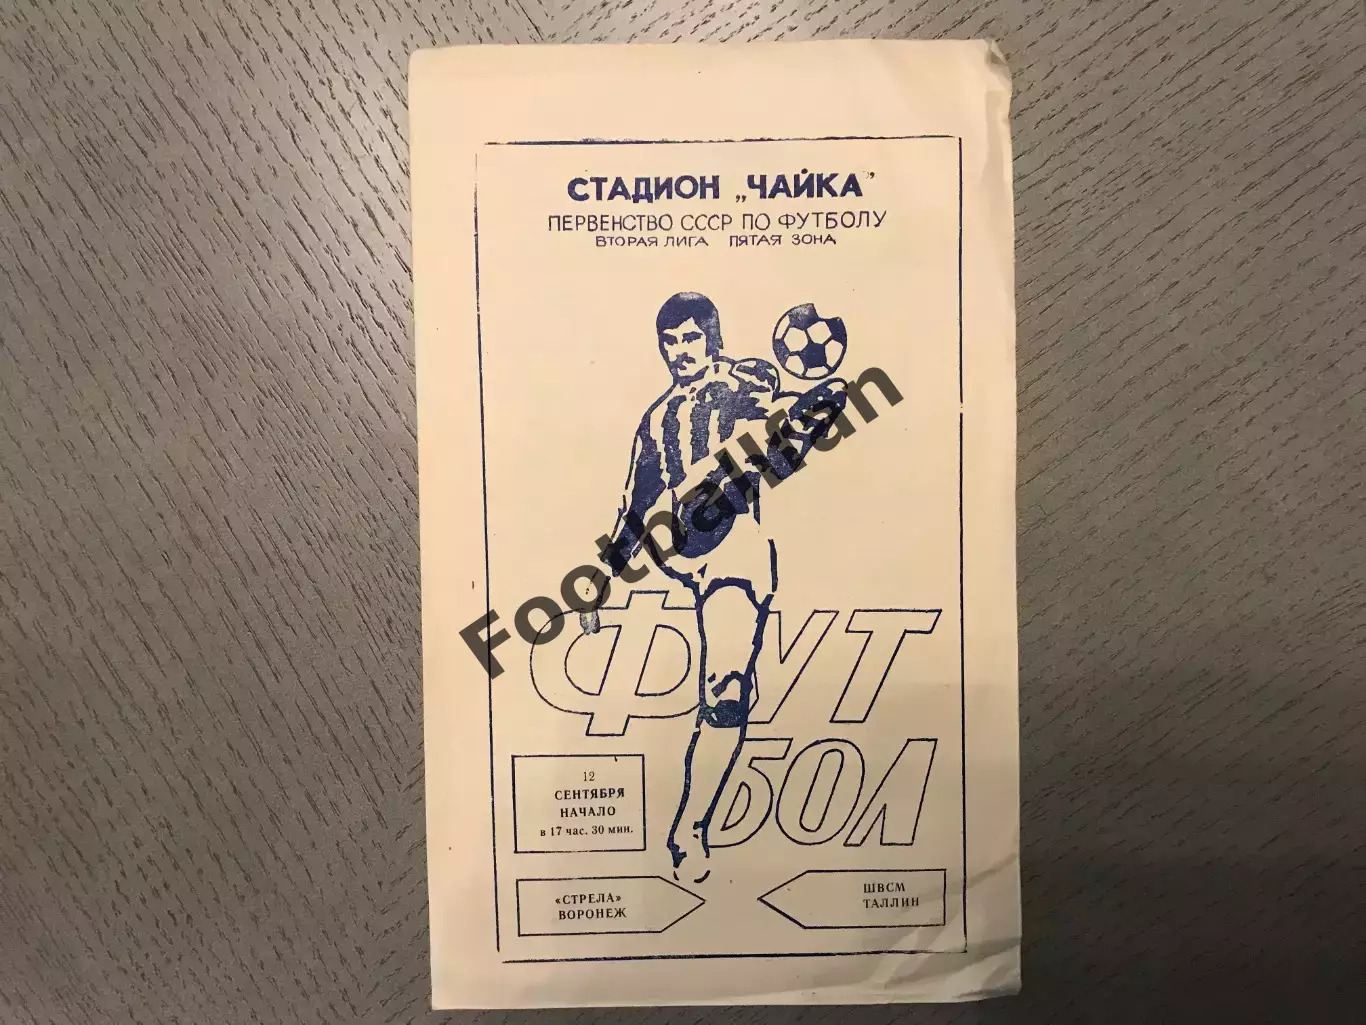 СТАДИОН „ЧАЙКА"
ПЕРВЕНСТВО СССР ПО ФУТБОЛУ
ВТОРАЯ ЛИГА ПЯТАЯ ЗОНА
Footballfan
ФУТ
БОЛ
12
СЕНТЯБРЯ
НАЧАЛО
в 17 час. 30 мин.
«СТРЕЛА»
ВОРОНЕЖ
ШВСМ
ТАЛЛИН